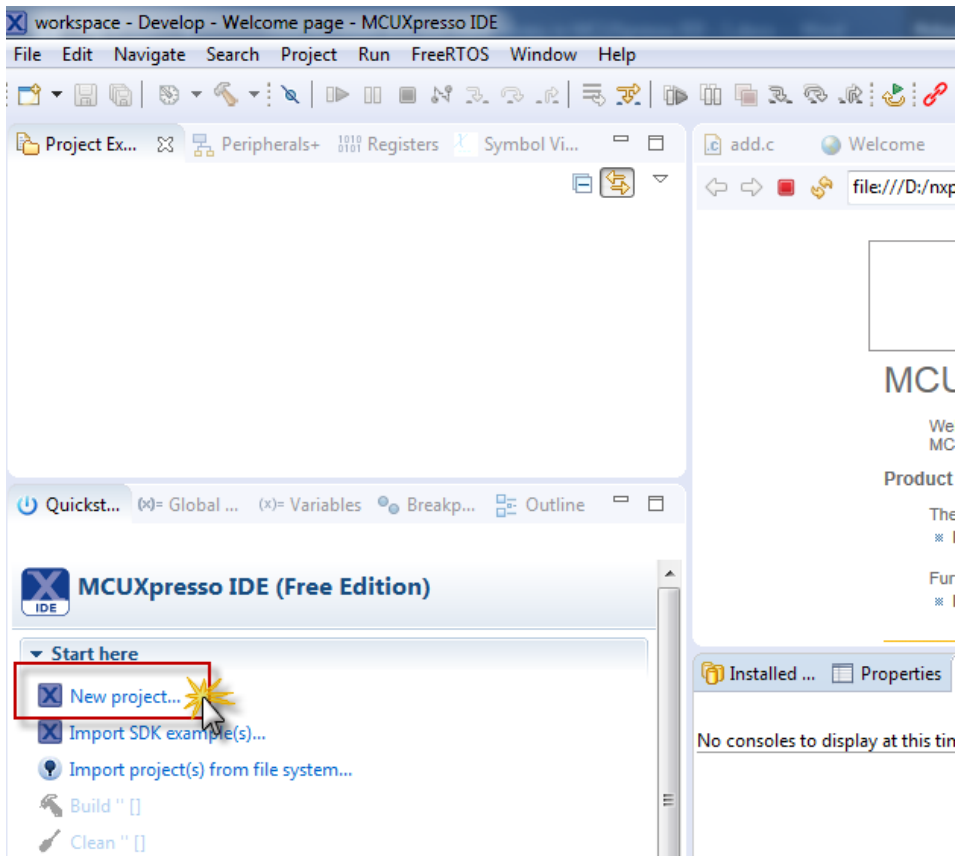 workspace - Develop - Welcome page - MCUXpresso IDE
File Edit Navigate Search Project Run FreeRTOS Window Help
Project Ex... Peripherals+ Registers Symbol Vi...
add.c Welcome
file:///D:/nxp
MCU
We
MC
Product
The
Fur
Quickst... (x)= Global ... (x)= Variables Breakp... Outline
IDE
MCUXpresso IDE (Free Edition)
Start here
New project...
Import SDK example(s)...
Import project(s) from file system...
Build '' []
Clean '' []
Installed ... Properties
No consoles to display at this tim